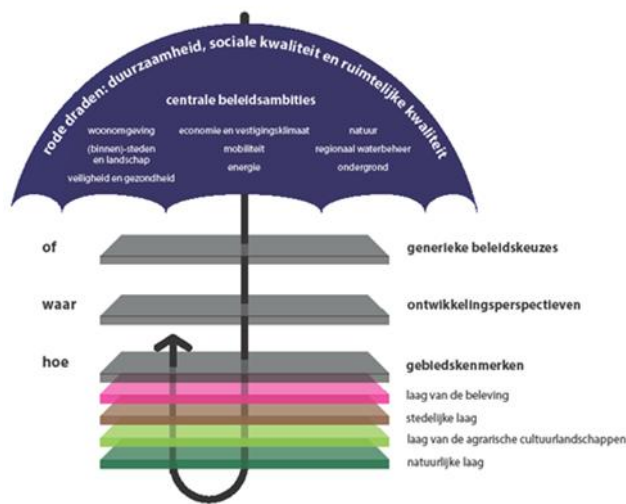 rode draden: duurzaamheid, sociale kwaliteit en ruimtelijke kwaliteit
centrale beleidsambities
woonomgeving
(binnen)-steden
en landschap
veiligheid en gezondheid
economie en vestigingsklimaat
mobiliteit
energie
natuur
regionaal waterbeheer
ondergrond
of
generieke beleidskeuzes
waar
ontwikkelingsperspectieven
hoe
gebiedskenmerken
laag van de beleving
stedelijke laag
laag van de agrarische cultuurlandschappen
natuurlijke laag